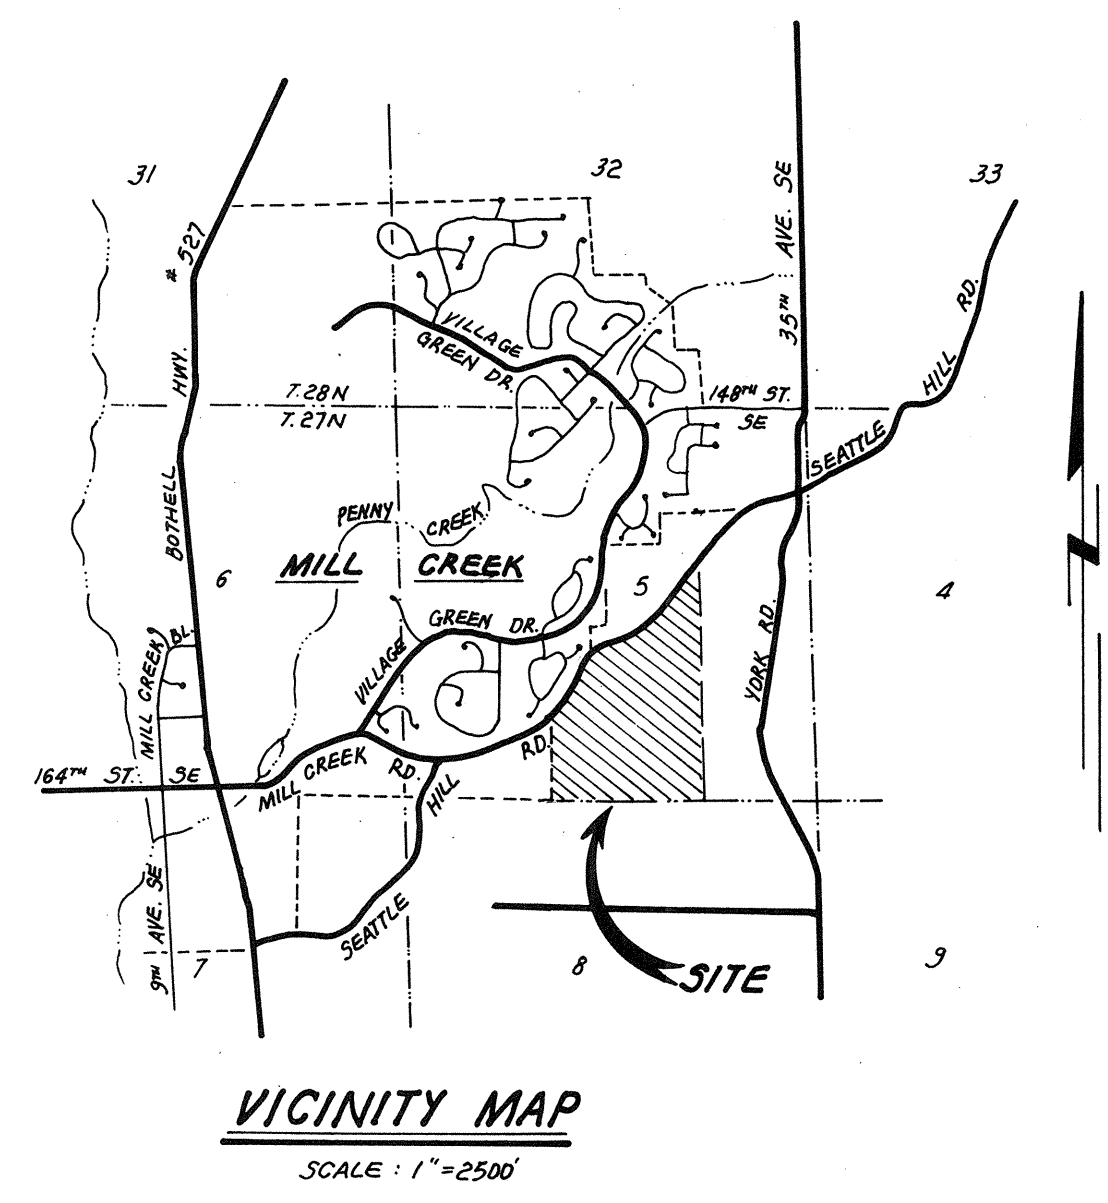 31
32
33
# 527
35TH AVE. SE
HILL RD.
VILLAGE
GREEN DR.
HWY.
T. 28 N
T. 27 N
148TH ST.
SE
SEATTLE
BOTHELL
PENNY CREEK
MILL CREEK
6
5
4
GREEN DR.
VILLAGE
YORK RD.
BL.
MILL CREEK
164TH ST. SE
MILL CREEK RD.
RD.
HILL
SEATTLE
9TH AVE. SE
7
8
9
SITE
VICINITY MAP
SCALE : 1" = 2500'